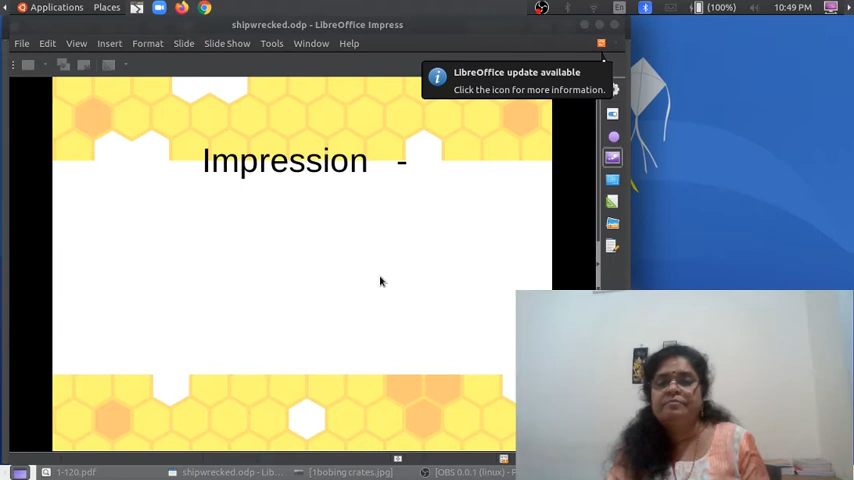 Applications Places En (100%) 10:49 PM
shipwrecked.odp - LibreOffice Impress
File Edit View Insert Format Slide Slide Show Tools Window Help
LibreOffice update available
Click the icon for more information.
Impression -
1-120.pdf shipwrecked.odp - Lib... [1bobing crates.jpg] [OBS 0.0.1 (linux) - P